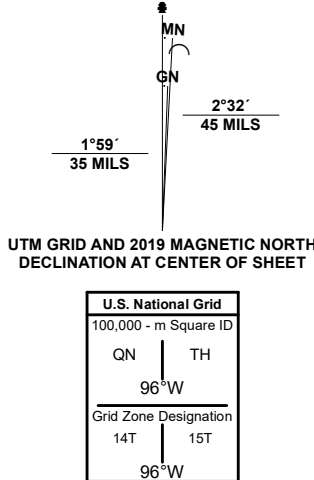 MN
GN
2°32´
45 MILS
1°59´
35 MILS
UTM GRID AND 2019 MAGNETIC NORTH
DECLINATION AT CENTER OF SHEET
U.S. National Grid
100,000 - m Square ID
QN TH
96°W
Grid Zone Designation
14T 15T
96°W